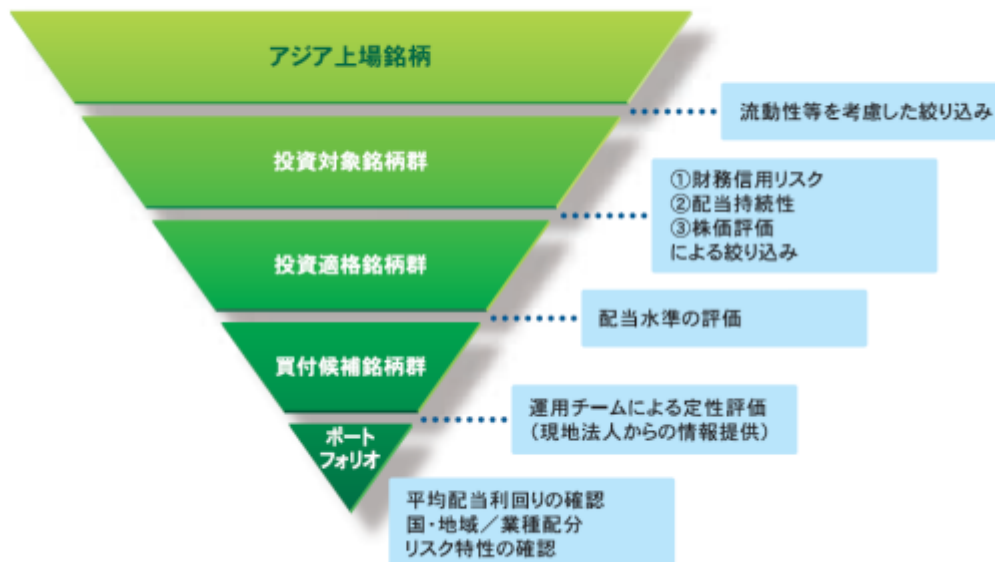 アジア上場銘柄
流動性等を考慮した絞り込み
投資対象銘柄群
①財務信用リスク
②配当持続性
③株価評価
による絞り込み
投資適格銘柄群
配当水準の評価
買付候補銘柄群
運用チームによる定性評価
(現地法人からの情報提供)
ポート
フォリオ
平均配当利回りの確認
国・地域/業種配分
リスク特性の確認